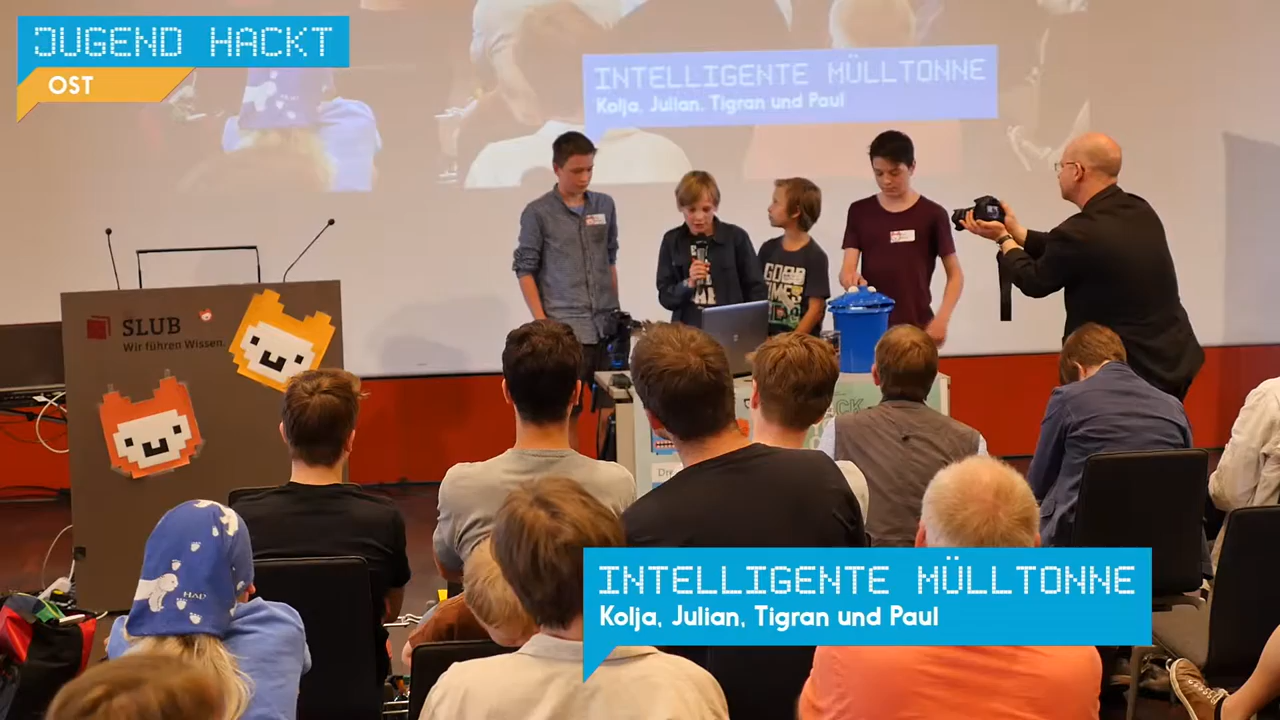 JUGEND HACKT
OST
INTELLIGENTE MÜLLTONNE
Kolja, Julian, Tigran und Paul
SLUB
Wir führen Wissen.
INTELLIGENTE MÜLLTONNE
Kolja, Julian, Tigran und Paul